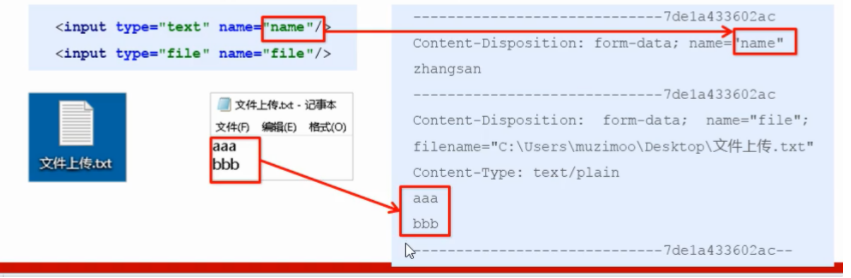 <input type="text" name="name"/>
<input type="file" name="file"/>
文件上传.txt
文件上传.txt - 记事本
文件(F) 编辑(E) 格式(O)
aaa
bbb
-----------------------------7de1a433602ac
Content-Disposition: form-data; name="name"
zhangsan
-----------------------------7de1a433602ac
Content-Disposition: form-data; name="file";
filename="C:\Users\muzimoo\Desktop\文件上传.txt"
Content-Type: text/plain
aaa
bbb
-----------------------------7de1a433602ac--